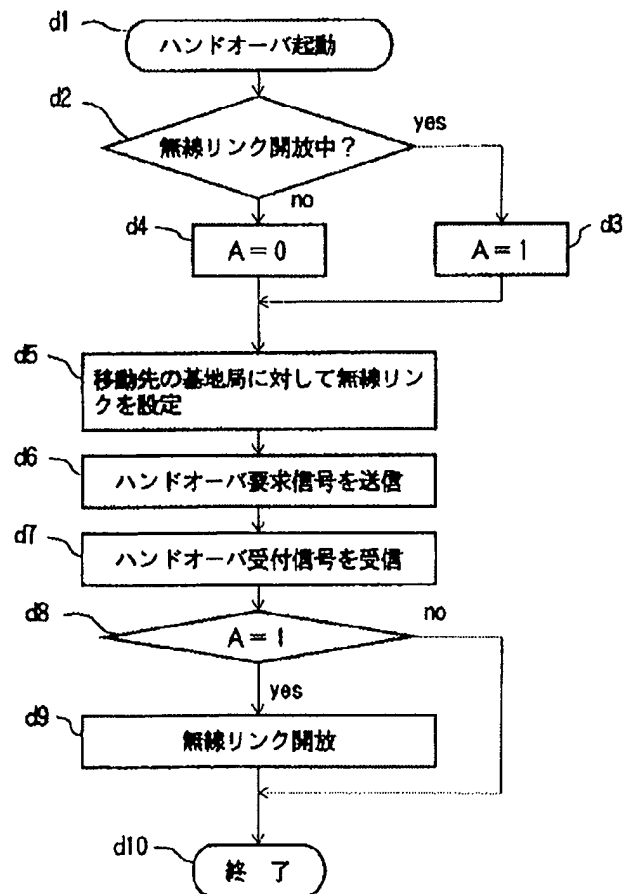 d1
ハンドオーバ起動
d2
無線リンク開放中?
yes
no
d4
A=0
d3
A=1
d5
移動先の基地局に対して無線リン
クを設定
d6
ハンドオーバ要求信号を送信
d7
ハンドオーバ受付信号を受信
d8
A=1
no
yes
d9
無線リンク開放
d10
終 了